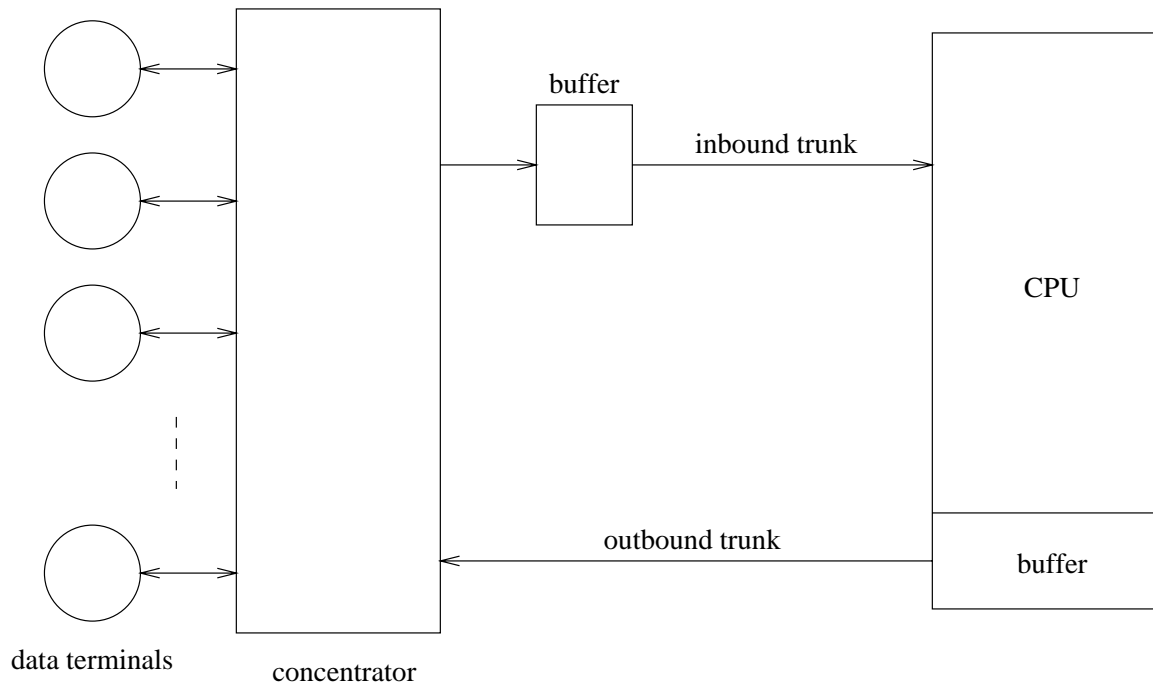 buffer
inbound trunk
CPU
outbound trunk
buffer
data terminals
concentrator